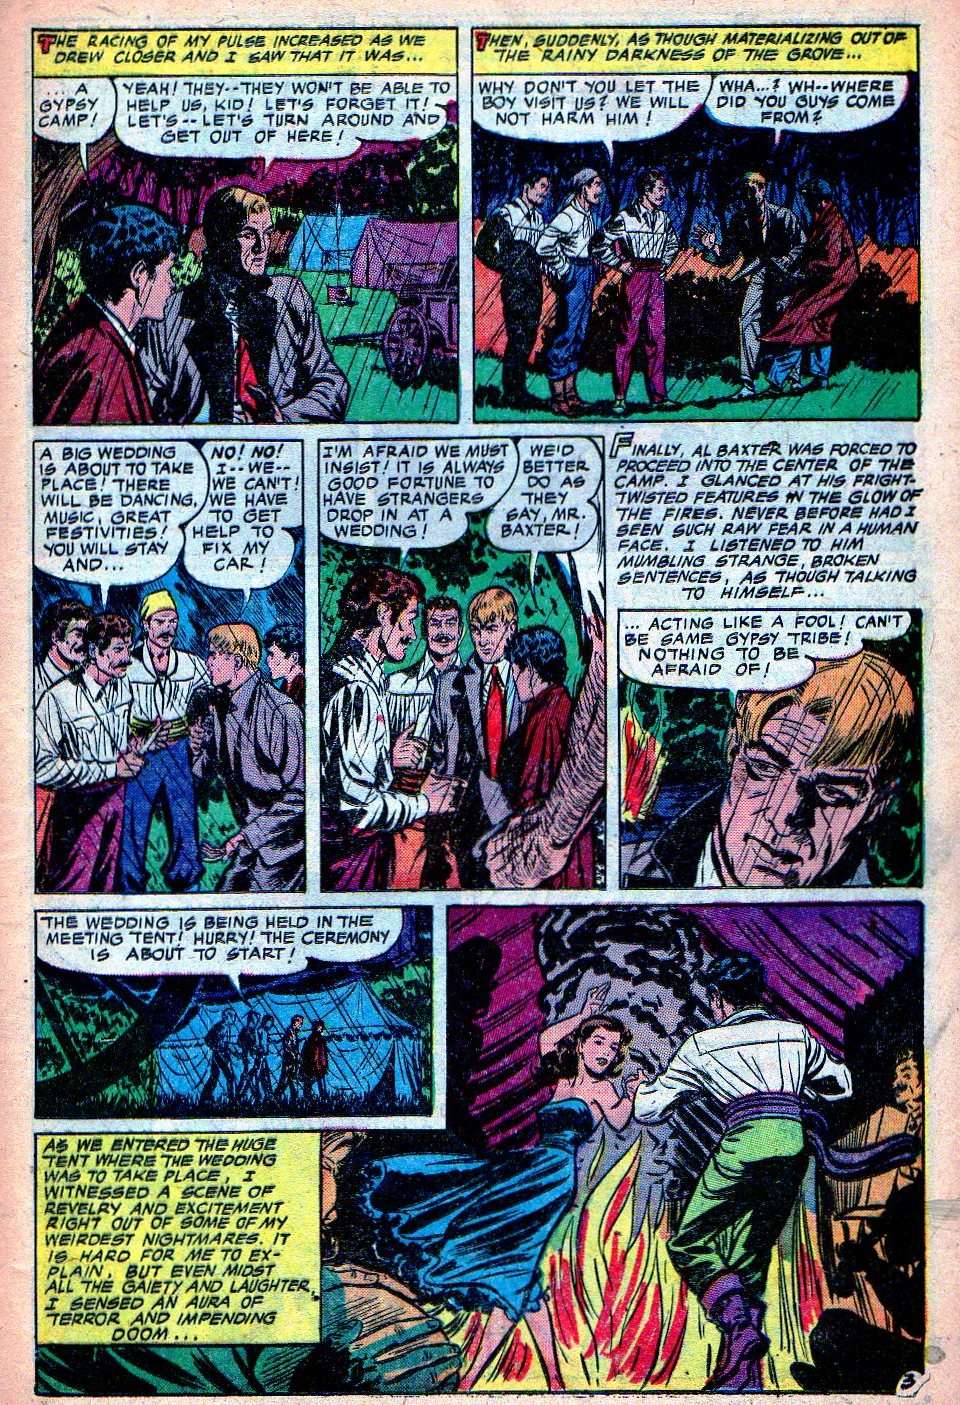 THE RACING OF MY PULSE INCREASED AS WE
DREW CLOSER AND I SAW THAT IT WAS...
... A
GYPSY
CAMP!
YEAH! THEY--THEY WON'T BE ABLE TO
HELP US, KID! LET'S FORGET IT!
LET'S--LET'S TURN AROUND AND
GET OUT OF HERE!
THEN, SUDDENLY, AS THOUGH MATERIALIZING OUT OF
THE RAINY DARKNESS OF THE GROVE...
WHY DON'T YOU LET THE
BOY VISIT US? WE WILL
NOT HARM HIM!
WHA...? WH--WHERE
DID YOU GUYS COME
FROM?
A BIG WEDDING
IS ABOUT TO TAKE
PLACE! THERE
WILL BE DANCING,
MUSIC, GREAT
FESTIVITIES!
YOU WILL STAY
AND...
NO! NO!
I--WE--
WE CAN'T!
WE HAVE
TO GET
HELP TO
FIX MY
CAR!
I'M AFRAID WE MUST
INSIST! IT IS ALWAYS
GOOD FORTUNE TO
HAVE STRANGERS
DROP IN AT A
WEDDING!
WE'D
BETTER
DO AS
THEY
SAY, MR.
BAXTER!
FINALLY, AL BAXTER WAS FORCED TO
PROCEED INTO THE CENTER OF THE
CAMP. I GLANCED AT HIS FRIGHT-
TWISTED FEATURES IN THE GLOW OF
THE FIRES. NEVER BEFORE HAD I
SEEN SUCH RAW FEAR IN A HUMAN
FACE. I LISTENED TO HIM
MUMBLING STRANGE, BROKEN
SENTENCES, AS THOUGH TALKING
TO HIMSELF...
... ACTING LIKE A FOOL! CAN'T
BE SAME GYPSY TRIBE!
NOTHING TO BE
AFRAID OF!
THE WEDDING IS BEING HELD IN THE
MEETING TENT! HURRY! THE CEREMONY
IS ABOUT TO START!
AS WE ENTERED THE HUGE
TENT WHERE THE WEDDING
WAS TO TAKE PLACE, I
WITNESSED A SCENE OF
REVELRY AND EXCITEMENT
RIGHT OUT OF SOME OF MY
WEIRDEST NIGHTMARES. IT
IS HARD FOR ME TO EX-
PLAIN, BUT EVEN MIDST
ALL THE GAIETY AND LAUGHTER,
I SENSED AN AURA OF
TERROR AND IMPENDING
DOOM...
3